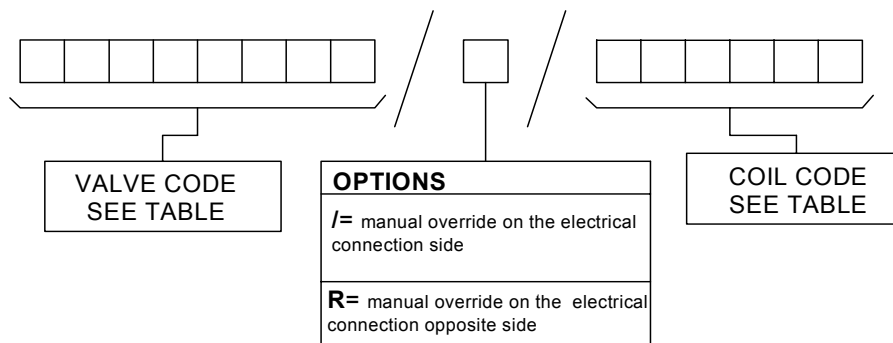 VALVE CODE
SEE TABLE
OPTIONS
/= manual override on the electrical
connection side
R= manual override on the electrical
connection opposite side
COIL CODE
SEE TABLE